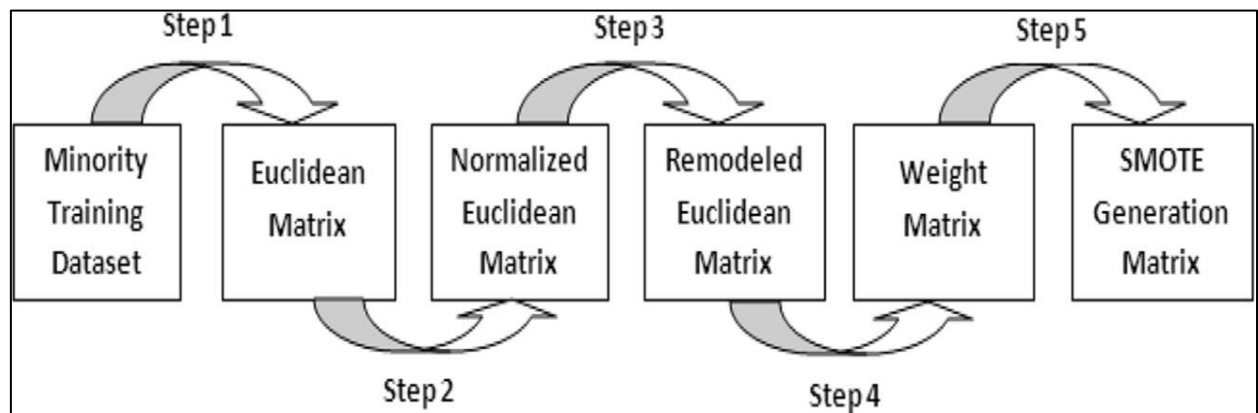 Step 1
Step 3
Step 5
Minority
Training
Dataset
Euclidean
Matrix
Normalized
Euclidean
Matrix
Remodeled
Euclidean
Matrix
Weight
Matrix
SMOTE
Generation
Matrix
Step 2
Step 4